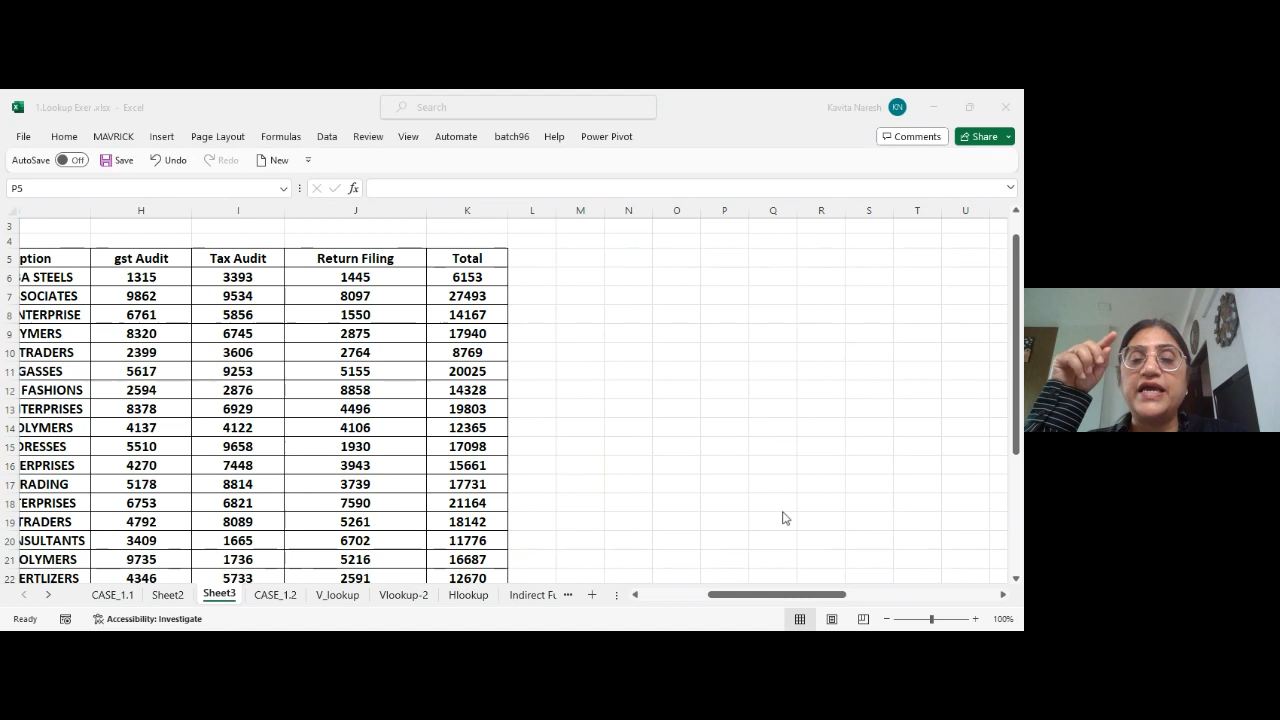 1.Lookup Exer.xlsx - Excel
Search
Kavita Naresh KN
File Home MAVRICK Insert Page Layout Formulas Data Review View Automate batch96 Help Power Pivot Comments Share
AutoSave Off Save Undo Redo New
P5 fx
H I J K L M N O P Q R S T U
3
4
5 ption gst Audit Tax Audit Return Filing Total
6 A STEELS 1315 3393 1445 6153
7 SOCIATES 9862 9534 8097 27493
8 NTERPRISE 6761 5856 1550 14167
9 YMERS 8320 6745 2875 17940
10 TRADERS 2399 3606 2764 8769
11 GASSES 5617 9253 5155 20025
12 FASHIONS 2594 2876 8858 14328
13 TERPRISES 8378 6929 4496 19803
14 OLYMERS 4137 4122 4106 12365
15 DRESSES 5510 9658 1930 17098
16 ERPRISES 4270 7448 3943 15661
17 RADING 5178 8814 3739 17731
18 ERPRISES 6753 6821 7590 21164
19 TRADERS 4792 8089 5261 18142
20 NSULTANTS 3409 1665 6702 11776
21 OLYMERS 9735 1736 5216 16687
22 ERTLIZERS 4346 5733 2591 12670
CASE_1.1 Sheet2 Sheet3 CASE_1.2 V_lookup Vlookup-2 Hlookup Indirect Fu ...
Ready Accessibility: Investigate 100%